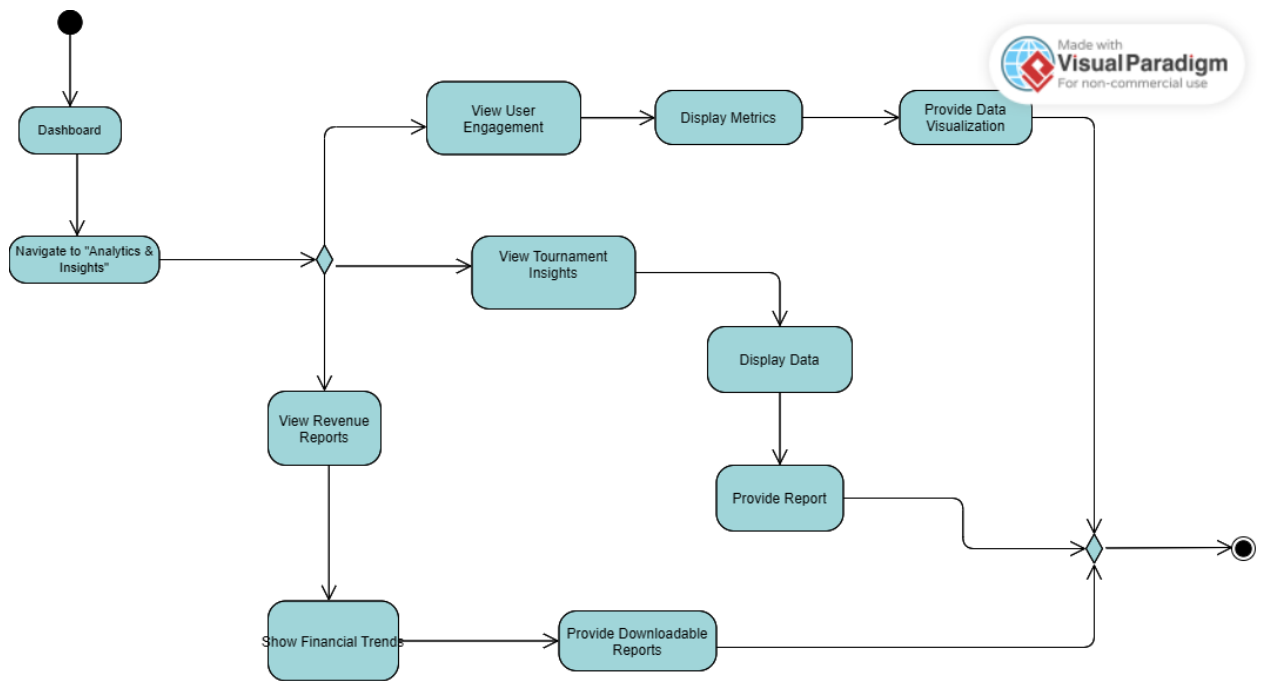 Made with
Visual Paradigm
For non-commercial use
View User
Engagement
Display Metrics
Provide Data
Visualization
Dashboard
Navigate to "Analytics &
Insights"
View Tournament
Insights
Display Data
View Revenue
Reports
Provide Report
Show Financial Trends
Provide Downloadable
Reports